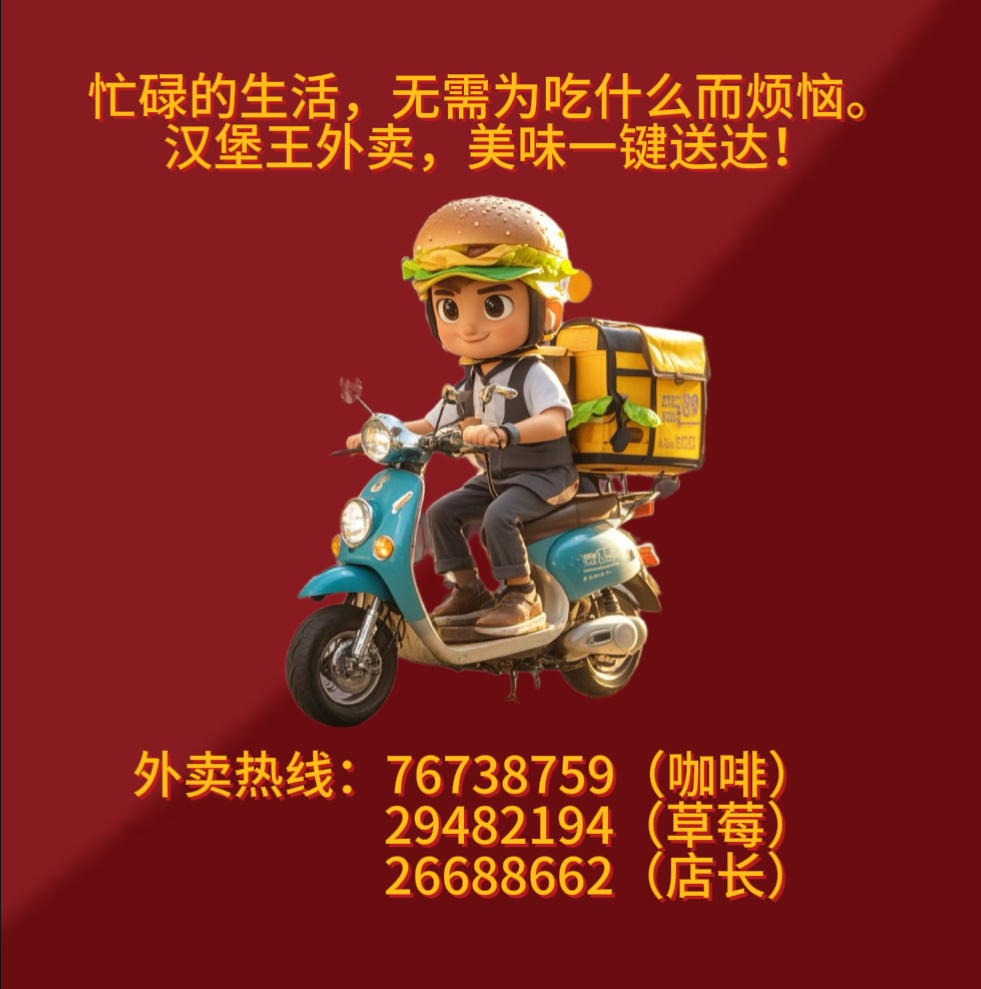 忙碌的生活，无需为吃什么而烦恼。
汉堡王外卖，美味一键送达！
外卖热线：76738759（咖啡）
29482194（草莓）
26688662（店长）